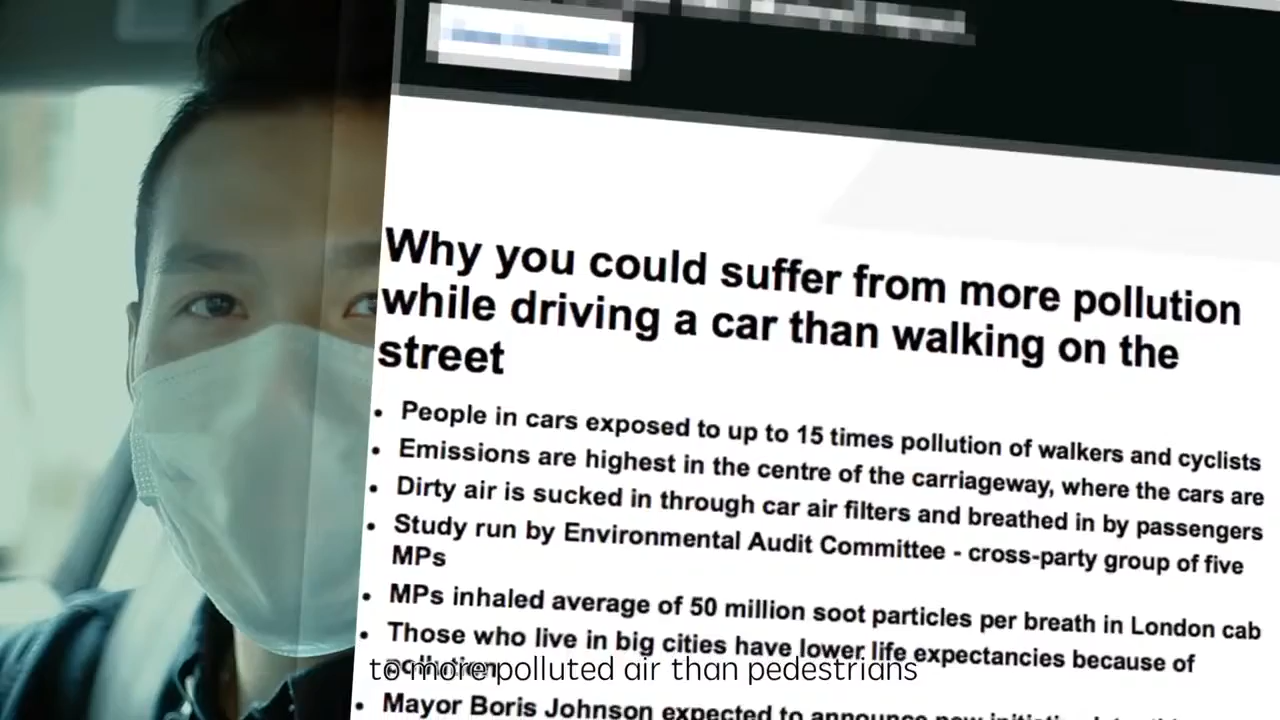 Why you could suffer from more pollution
while driving a car than walking on the
street
• People in cars exposed to up to 15 times pollution of walkers and cyclists
• Emissions are highest in the centre of the carriageway, where the cars are
• Dirty air is sucked in through car air filters and breathed in by passengers
• Study run by Environmental Audit Committee - cross-party group of five
MPs
• MPs inhaled average of 50 million soot particles per breath in London cab
• Those who live in big cities have lower life expectancies because of
to more polluted air than pedestrians
• Mayor Boris Johnson expected to announce new